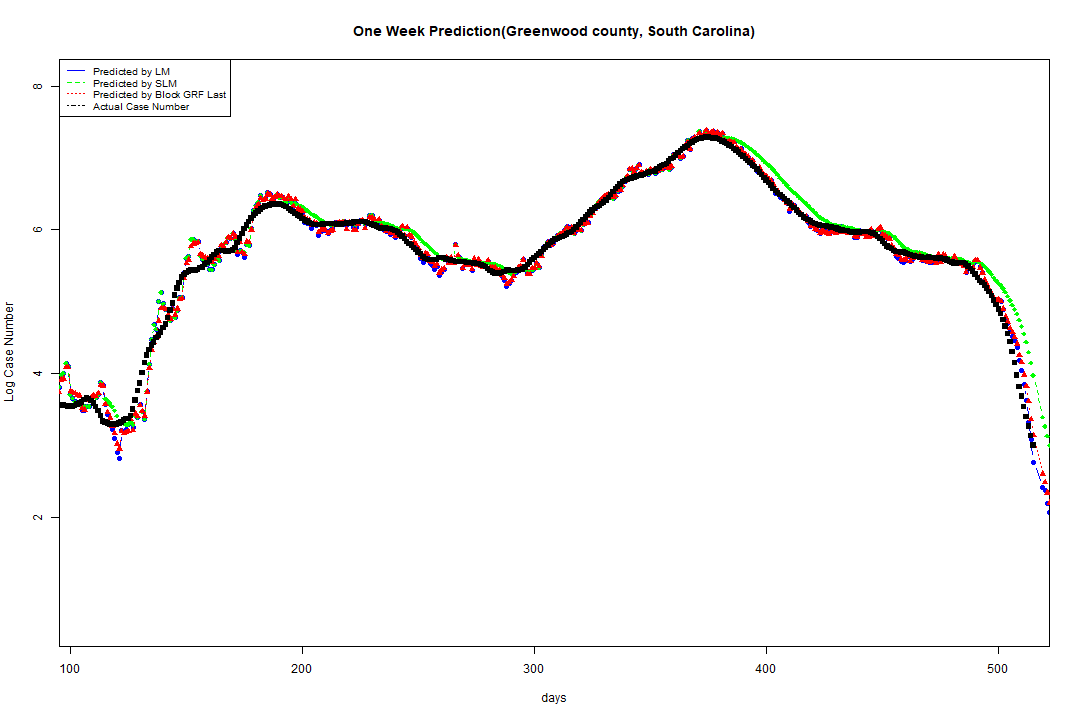 One Week Prediction(Greenwood county, South Carolina)
Predicted by LM
Predicted by SLM
Predicted by Block GRF Last
Actual Case Number
8
6
4
2
Log Case Number
100 200 300 400 500
days